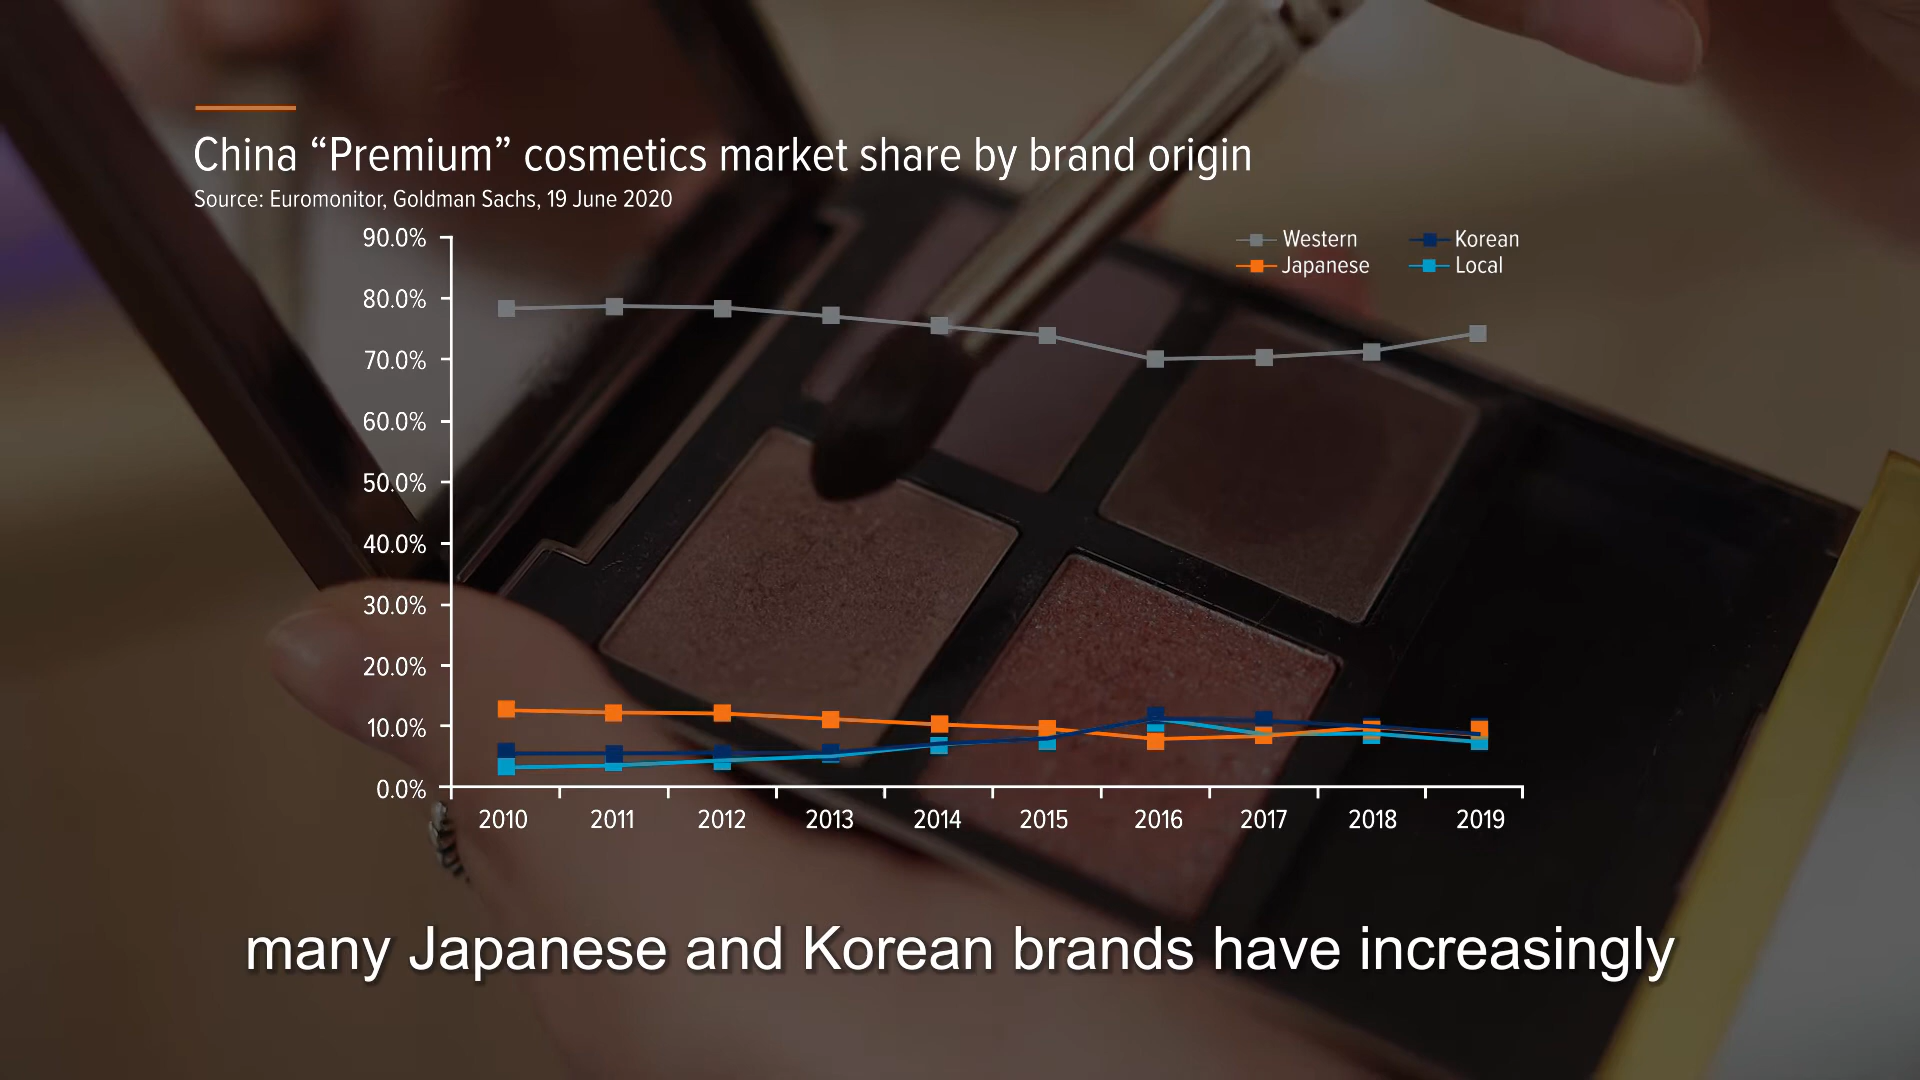 China “Premium” cosmetics market share by brand origin
Source: Euromonitor, Goldman Sachs, 19 June 2020
Western
Korean
Japanese
Local
90.0%
80.0%
70.0%
60.0%
50.0%
40.0%
30.0%
20.0%
10.0%
0.0%
2010 2011 2012 2013 2014 2015 2016 2017 2018 2019
many Japanese and Korean brands have increasingly